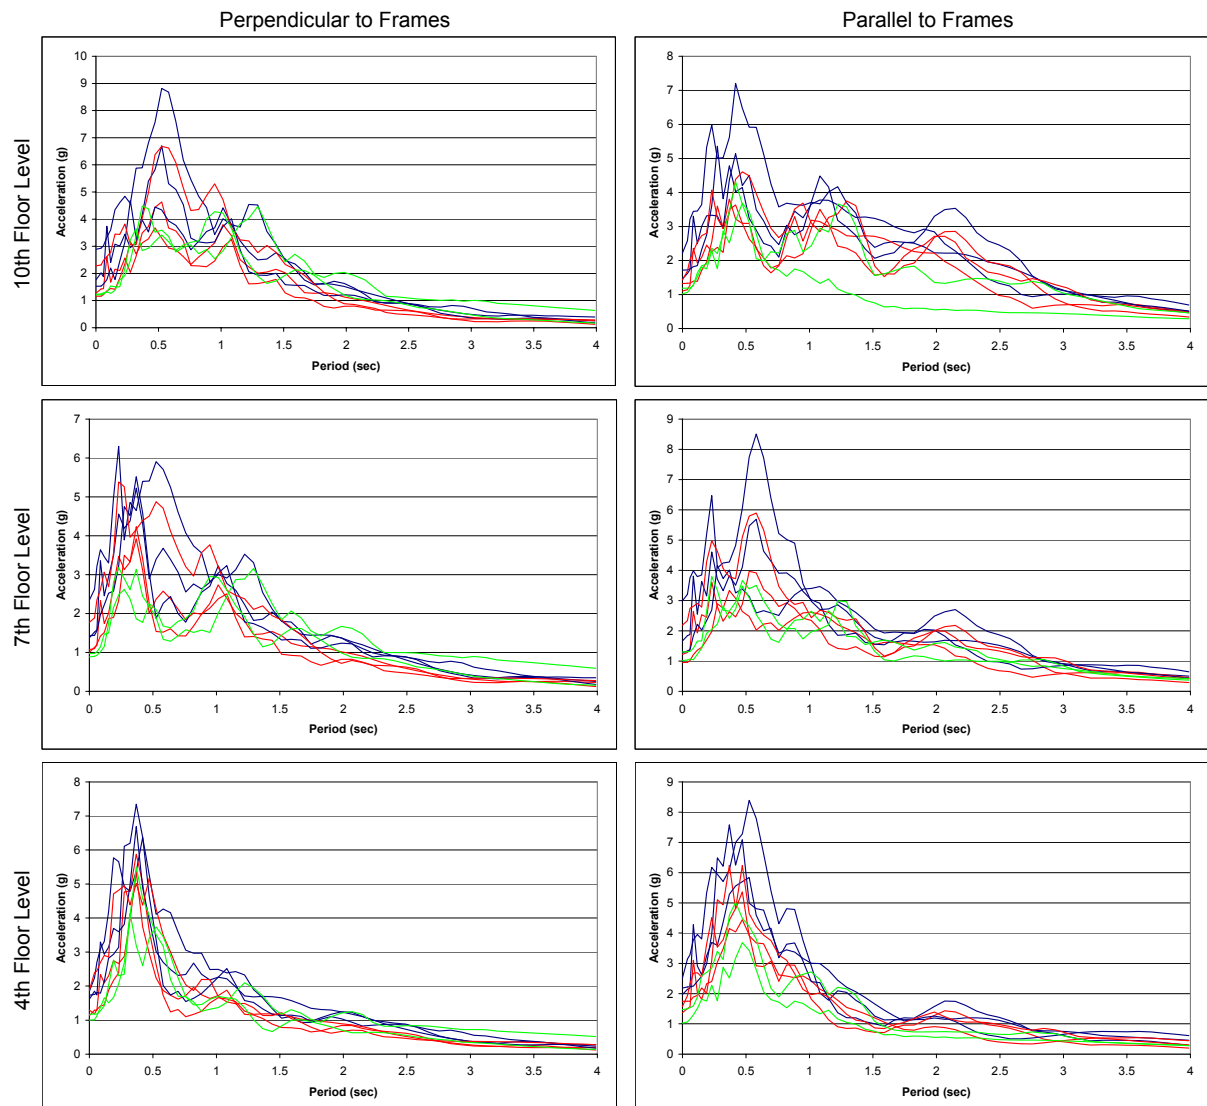 Perpendicular to Frames
Parallel to Frames
10th Floor Level
Acceleration (g)
10
9
8
7
6
5
4
3
2
1
0
0 0.5 1 1.5 2 2.5 3 3.5 4
Period (sec)
Acceleration (g)
8
7
6
5
4
3
2
1
0
0 0.5 1 1.5 2 2.5 3 3.5 4
Period (sec)
7th Floor Level
Acceleration (g)
7
6
5
4
3
2
1
0
0 0.5 1 1.5 2 2.5 3 3.5 4
Period (sec)
Acceleration (g)
9
8
7
6
5
4
3
2
1
0
0 0.5 1 1.5 2 2.5 3 3.5 4
Period (sec)
4th Floor Level
Acceleration (g)
8
7
6
5
4
3
2
1
0
0 0.5 1 1.5 2 2.5 3 3.5 4
Period (sec)
Acceleration (g)
9
8
7
6
5
4
3
2
1
0
0 0.5 1 1.5 2 2.5 3 3.5 4
Period (sec)